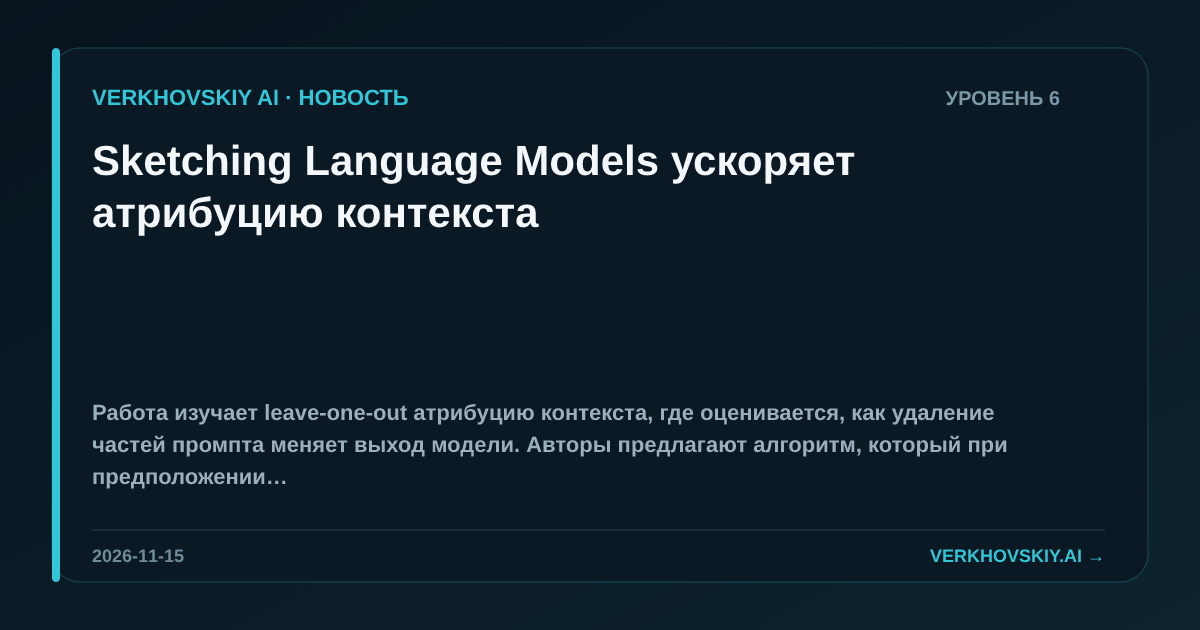 VERKHOVSKIY AI · НОВОСТЬ
УРОВЕНЬ 6
Sketching Language Models ускоряет
атрибуцию контекста
Работа изучает leave-one-out атрибуцию контекста, где оценивается, как удаление
частей промпта меняет выход модели. Авторы предлагают алгоритм, который при
предположении…
2026-11-15
VERKHOVSKIY.AI →